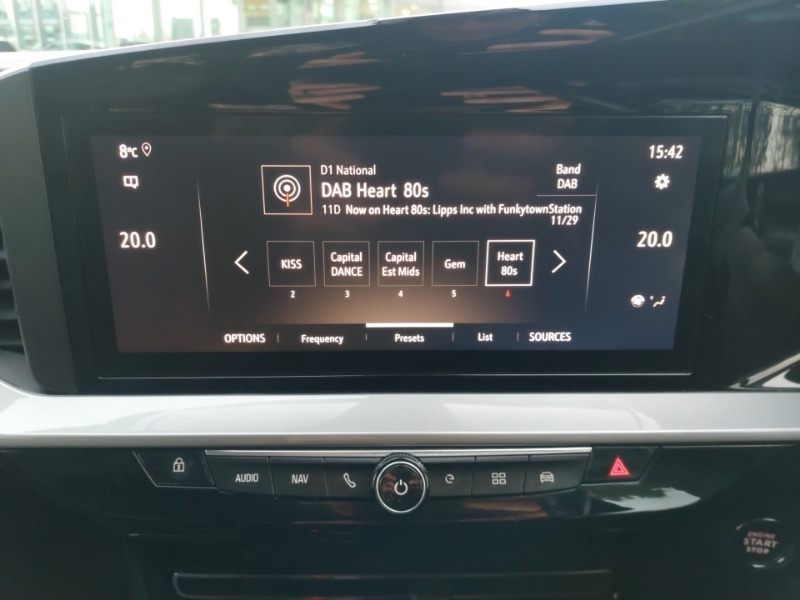 8°C
15:42
D1 National
DAB Heart 80s
11D Now on Heart 80s: Lipps Inc with Funkytown
Band
DAB
Station
11/29
20.0
20.0
KISS
Capital
DANCE
Capital
Est Mids
Gem
Heart
80s
2 3 4 5 6
OPTIONS Frequency Presets List SOURCES
AUDIO NAV
ENGINE
START
STOP